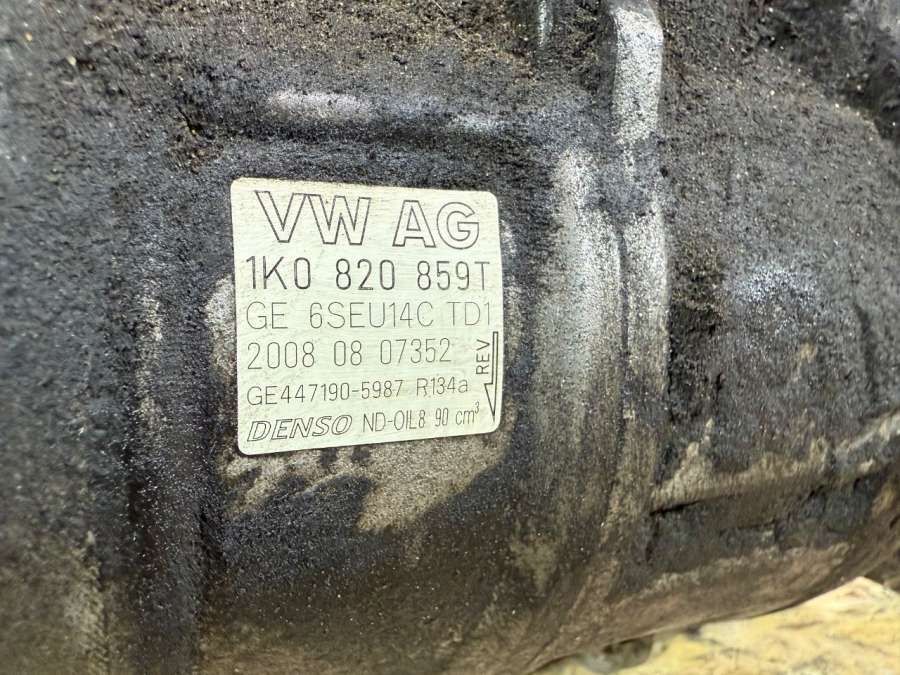 VW AG
1K0 820 859T
GE 6SEU14C TD1
2008 08 07352
REV
GE447190-5987 R134a
DENSO ND-OIL8 90 cm³